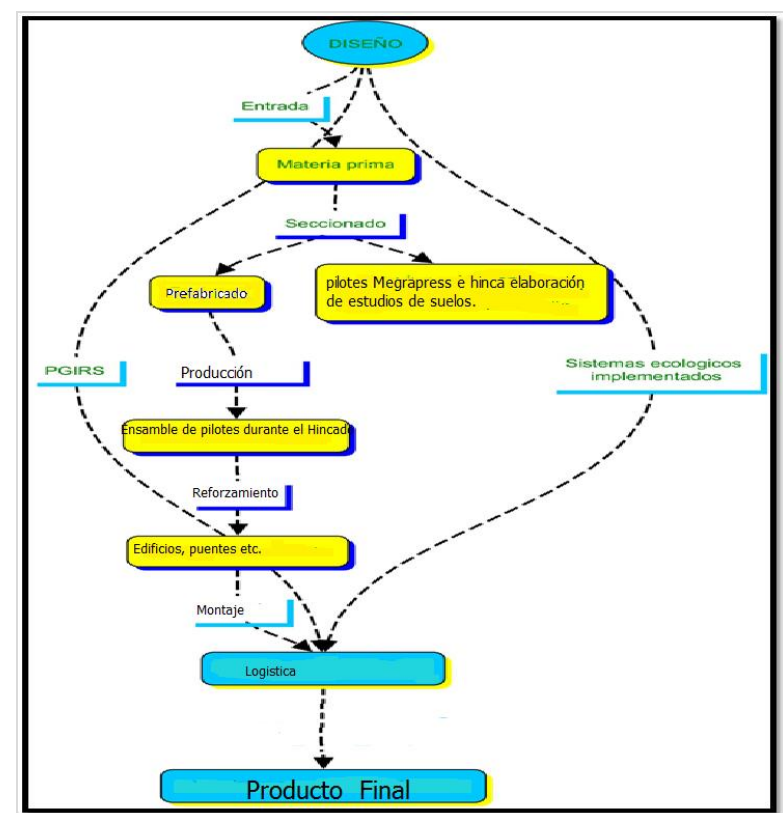 DISEÑO
Entrada
Materia prima
Seccionado
Prefabricado
pilotes Megrapress e hinca elaboración
de estudios de suelos.
PGIRS
Producción
Sistemas ecologicos
implementados
Ensamble de pilotes durante el Hincado
Reforzamiento
Edificios, puentes etc.
Montaje
Logistica
Producto Final